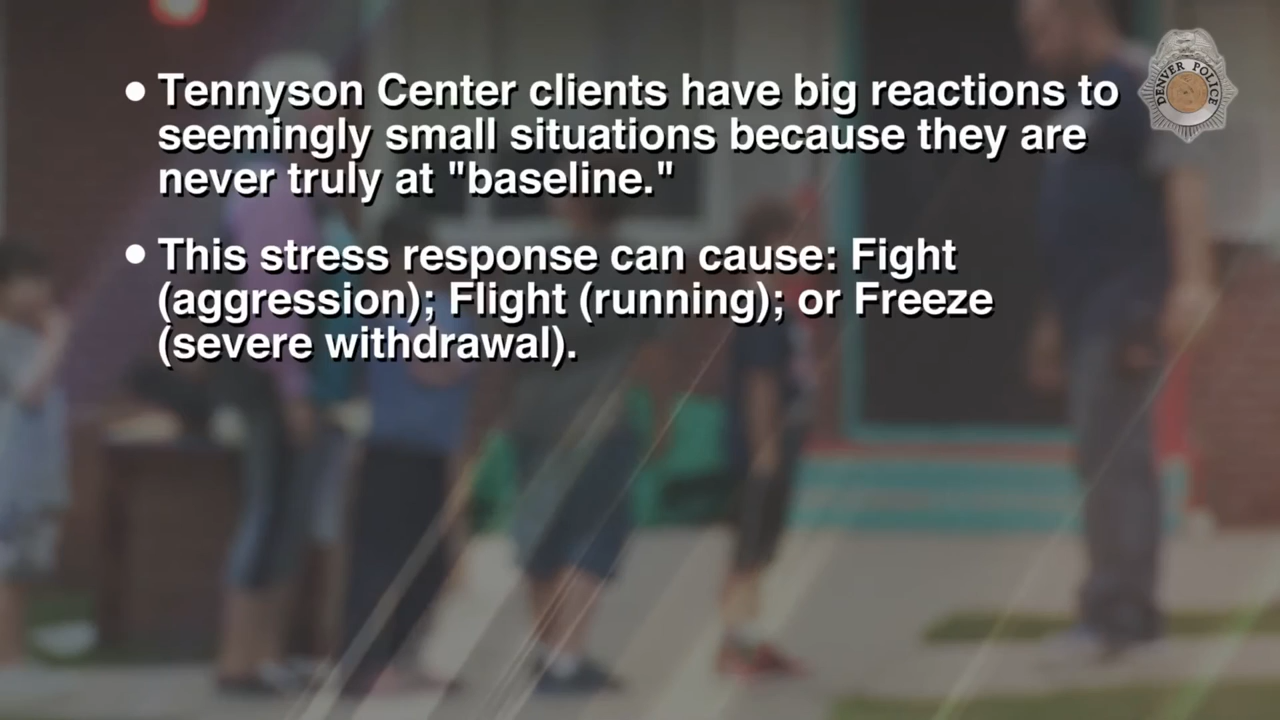 • Tennyson Center clients have big reactions to
seemingly small situations because they are
never truly at "baseline."
• This stress response can cause: Fight
(aggression); Flight (running); or Freeze
(severe withdrawal).
DENVER POLICE